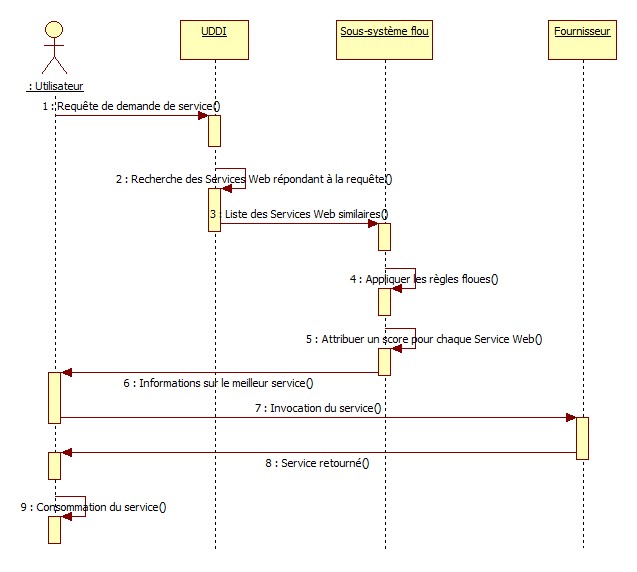 UDDI
Sous-système flou
Fournisseur
: Utilisateur
1 : Requête de demande de service()
2 : Recherche des Services Web répondant à la requête()
3 : Liste des Services Web similaires()
4 : Appliquer les règles floues()
5 : Attribuer un score pour chaque Service Web()
6 : Informations sur le meilleur service()
7 : Invocation du service()
8 : Service retourné()
9 : Consommation du service()